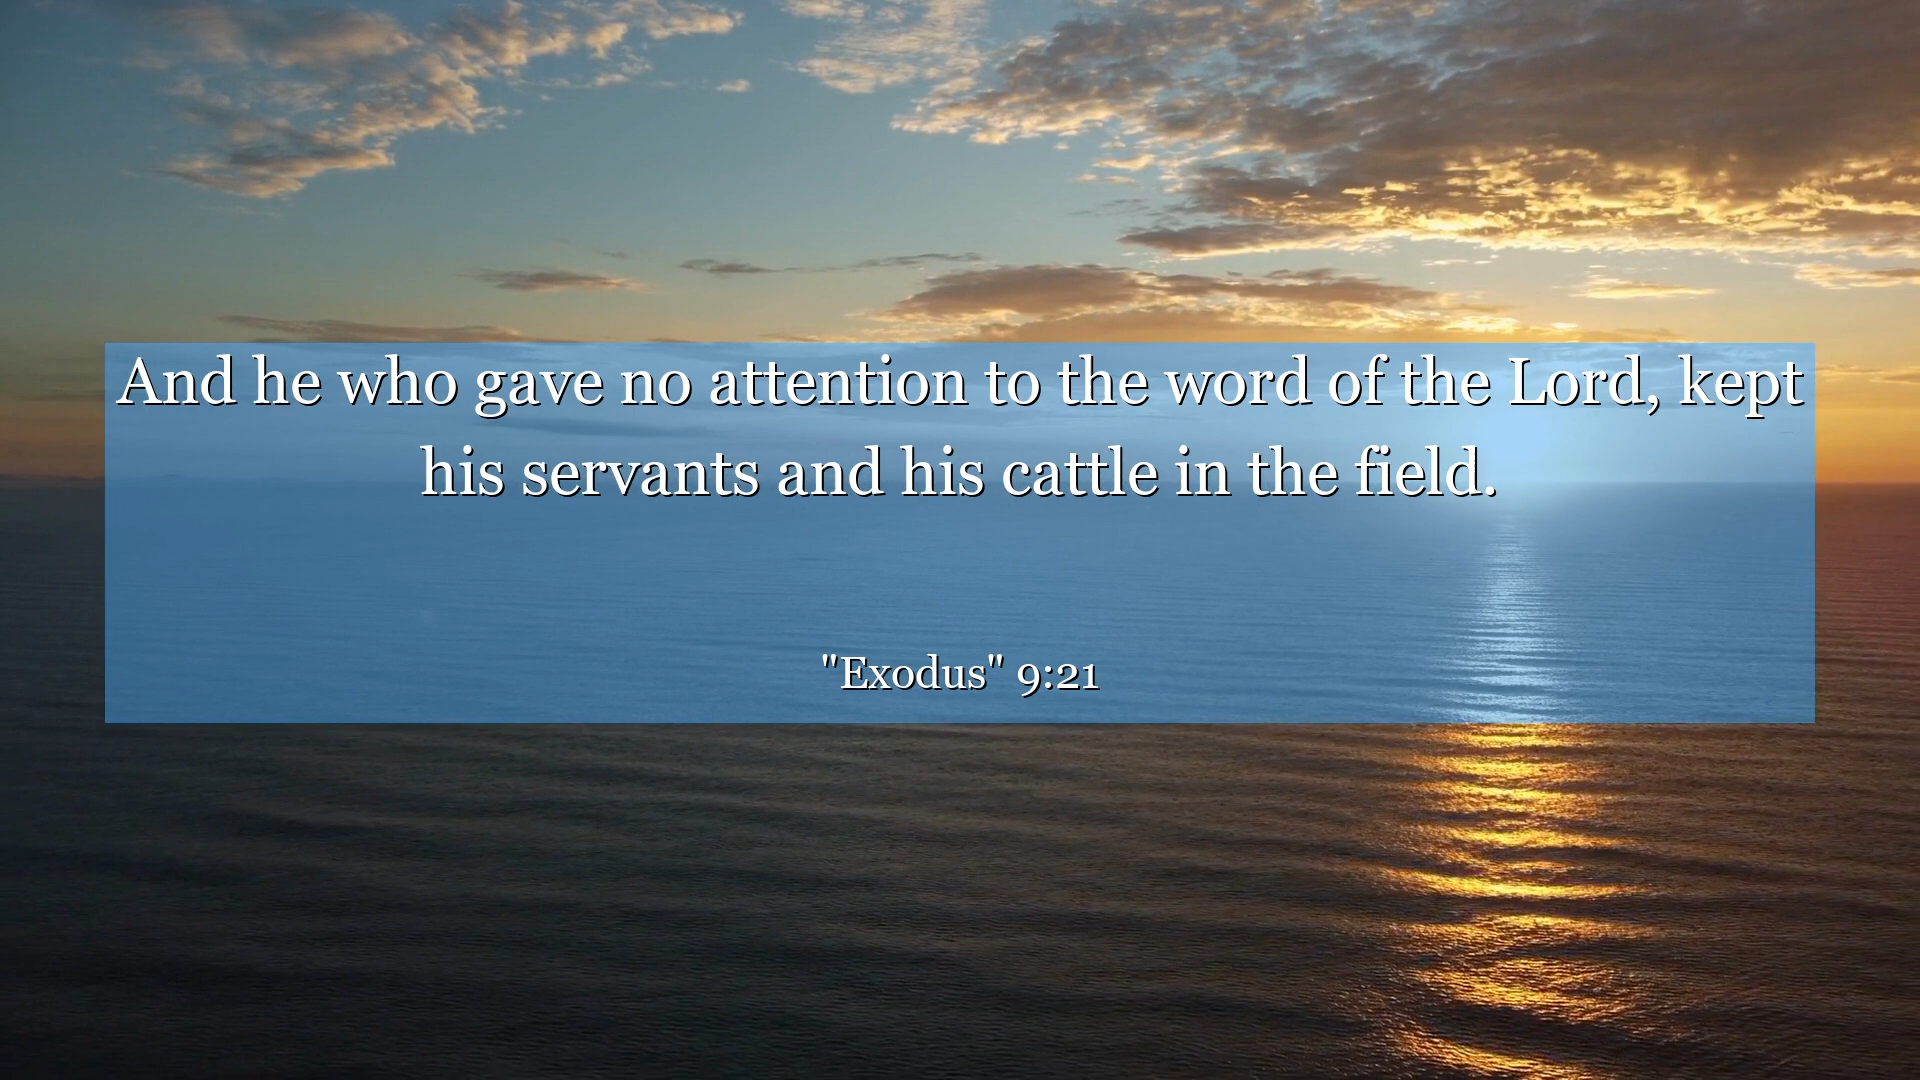 And he who gave no attention to the word of the Lord, kept
his servants and his cattle in the field.
"Exodus" 9:21